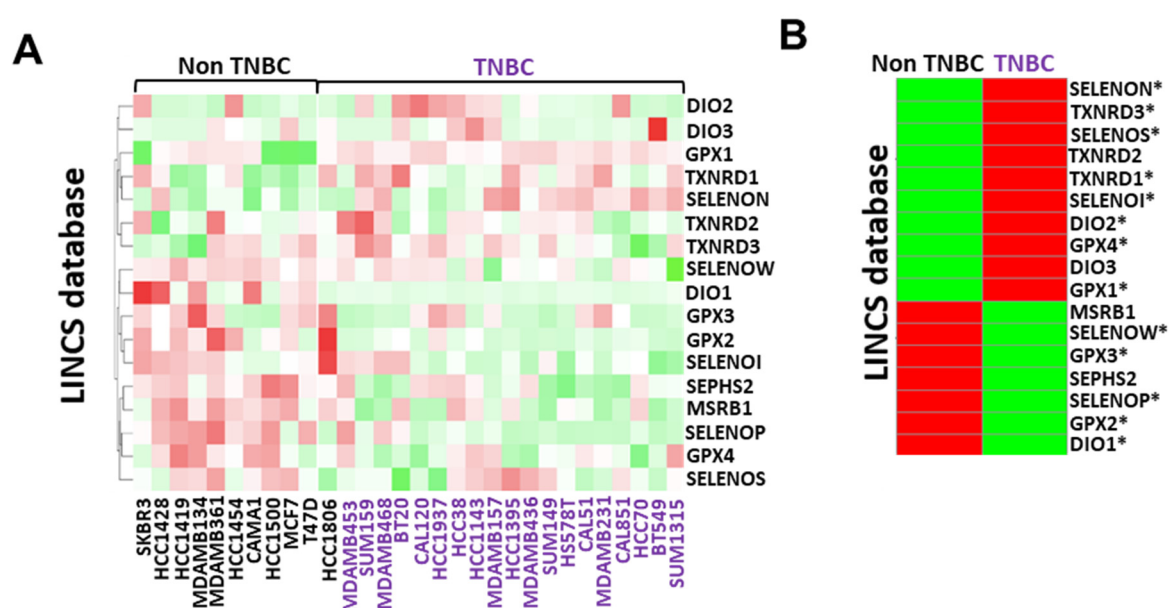 A
Non TNBC
TNBC
LINCS database
DIO2
DIO3
GPX1
TXNRD1
SELENON
TXNRD2
TXNRD3
SELENOW
DIO1
GPX3
GPX2
SELENOI
SEPHS2
MSRB1
SELENOP
GPX4
SELENOS
SKBR3
HCC1428
HCC1419
MDAMB134
MDAMB361
HCC1454
CAMA1
HCC1500
MCF7
T47D
HCC1806
MDAMB453
SUM159
MDAMB468
BT20
CAL120
HCC1937
HCC38
HCC1143
MDAMB157
HCC1395
MDAMB436
SUM149
HS578T
CAL51
MDAMB231
CAL851
HCC70
BT549
SUM1315
B
Non TNBC TNBC
LINCS database
SELENON*
TXNRD3*
SELENOS*
TXNRD2
TXNRD1*
SELENOI*
DIO2*
GPX4*
DIO3
GPX1*
MSRB1
SELENOW*
GPX3*
SEPHS2
SELENOP*
GPX2*
DIO1*